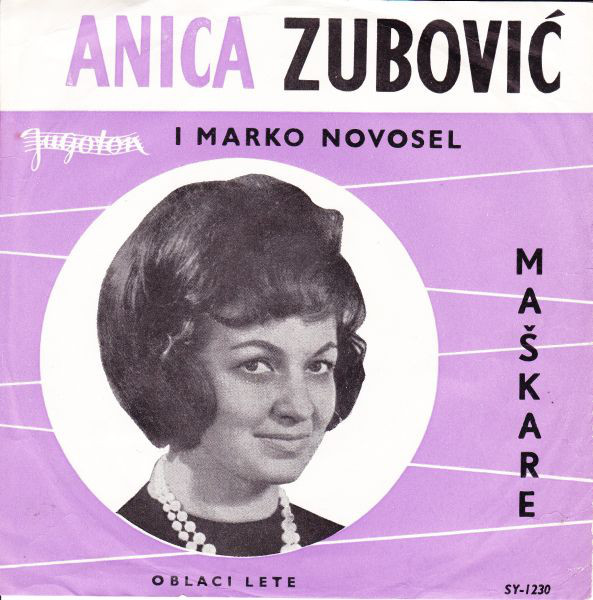 ANICA ZUBOVIĆ
Jugoton
I MARKO NOVOSEL
MAŠKARE
OBLACI LETE
SY-1230